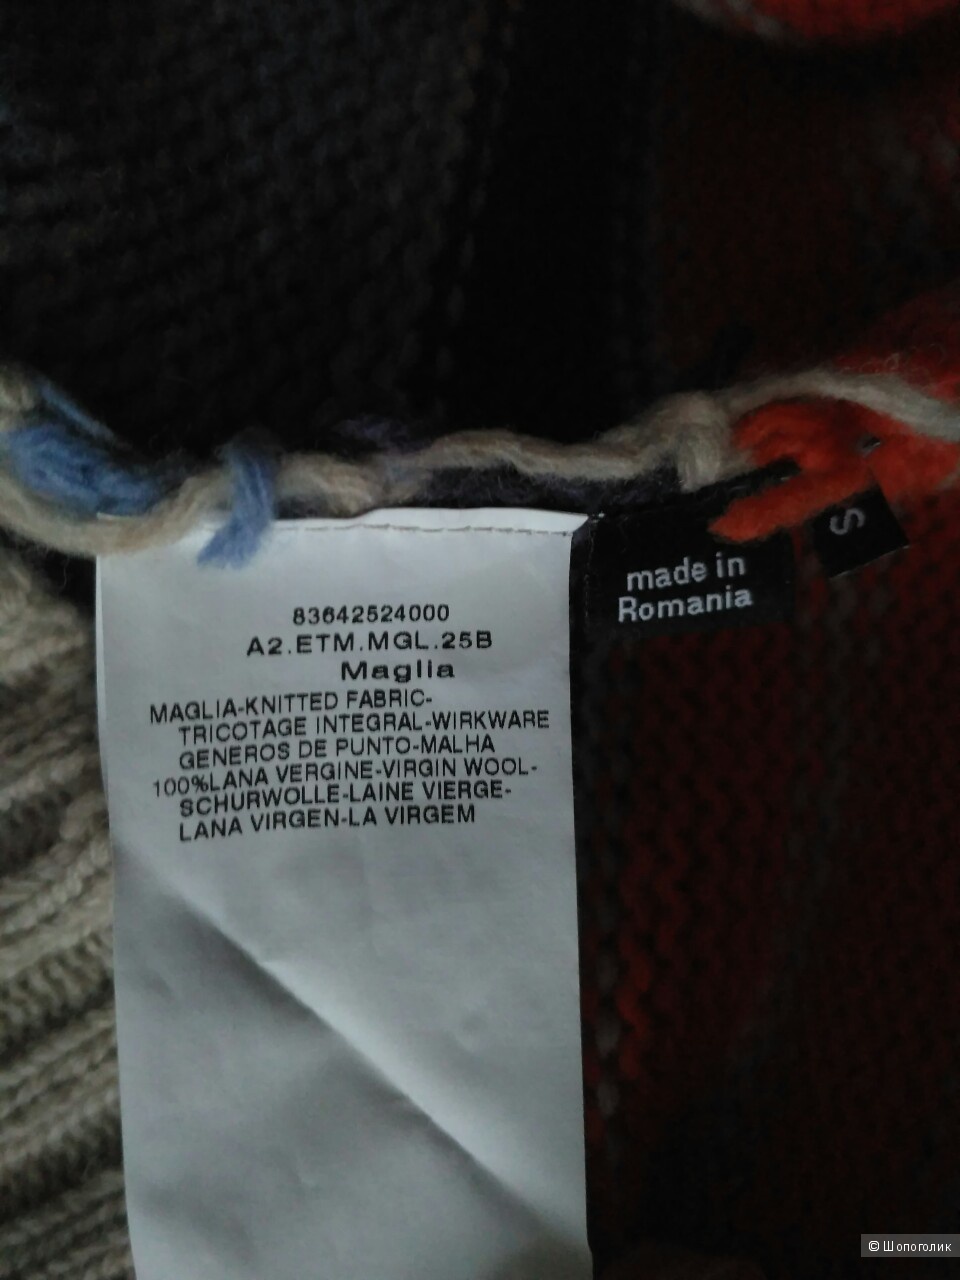 83642524000
A2.ETM.MGL.25B
Maglia
MAGLIA-KNITTED FABRIC-
TRICOTAGE INTEGRAL-WIRKWARE
GENEROS DE PUNTO-MALHA
100%LANA VERGINE-VIRGIN WOOL-
SCHURWOLLE-LAINE VIERGE-
LANA VIRGEN-LA VIRGEM
made in
Romania
S
© Шопоголик